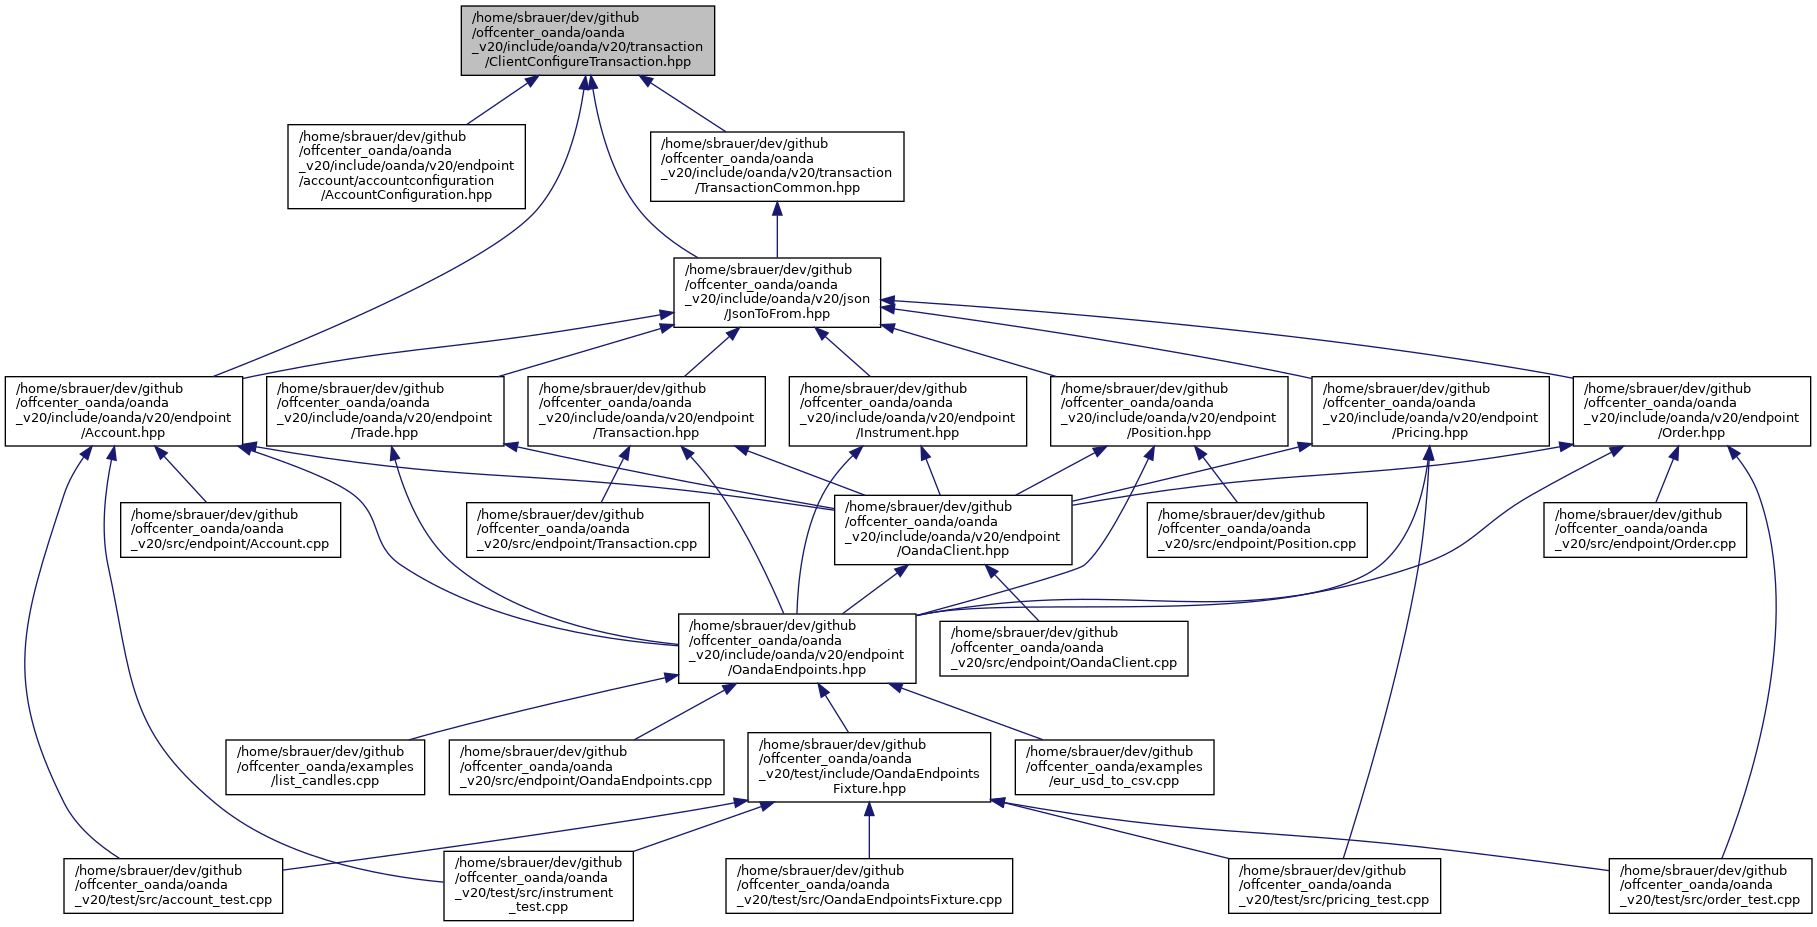 /home/sbrauer/dev/github
/offcenter_oanda/oanda
_v20/include/oanda/v20/transaction
/ClientConfigureTransaction.hpp
/home/sbrauer/dev/github
/offcenter_oanda/oanda
_v20/include/oanda/v20/endpoint
/account/accountconfiguration
/AccountConfiguration.hpp
/home/sbrauer/dev/github
/offcenter_oanda/oanda
_v20/include/oanda/v20/transaction
/TransactionCommon.hpp
/home/sbrauer/dev/github
/offcenter_oanda/oanda
_v20/include/oanda/v20/json
/JsonToFrom.hpp
/home/sbrauer/dev/github
/offcenter_oanda/oanda
_v20/include/oanda/v20/endpoint
/Account.hpp
/home/sbrauer/dev/github
/offcenter_oanda/oanda
_v20/include/oanda/v20/endpoint
/Trade.hpp
/home/sbrauer/dev/github
/offcenter_oanda/oanda
_v20/include/oanda/v20/endpoint
/Transaction.hpp
/home/sbrauer/dev/github
/offcenter_oanda/oanda
_v20/include/oanda/v20/endpoint
/Instrument.hpp
/home/sbrauer/dev/github
/offcenter_oanda/oanda
_v20/include/oanda/v20/endpoint
/Position.hpp
/home/sbrauer/dev/github
/offcenter_oanda/oanda
_v20/include/oanda/v20/endpoint
/Pricing.hpp
/home/sbrauer/dev/github
/offcenter_oanda/oanda
_v20/include/oanda/v20/endpoint
/Order.hpp
/home/sbrauer/dev/github
/offcenter_oanda/oanda
_v20/src/endpoint/Account.cpp
/home/sbrauer/dev/github
/offcenter_oanda/oanda
_v20/src/endpoint/Transaction.cpp
/home/sbrauer/dev/github
/offcenter_oanda/oanda
_v20/include/oanda/v20/endpoint
/OandaClient.hpp
/home/sbrauer/dev/github
/offcenter_oanda/oanda
_v20/src/endpoint/Position.cpp
/home/sbrauer/dev/github
/offcenter_oanda/oanda
_v20/src/endpoint/Order.cpp
/home/sbrauer/dev/github
/offcenter_oanda/oanda
_v20/include/oanda/v20/endpoint
/OandaEndpoints.hpp
/home/sbrauer/dev/github
/offcenter_oanda/oanda
_v20/src/endpoint/OandaClient.cpp
/home/sbrauer/dev/github
/offcenter_oanda/examples
/list_candles.cpp
/home/sbrauer/dev/github
/offcenter_oanda/oanda
_v20/src/endpoint/OandaEndpoints.cpp
/home/sbrauer/dev/github
/offcenter_oanda/oanda
_v20/test/include/OandaEndpoints
Fixture.hpp
/home/sbrauer/dev/github
/offcenter_oanda/examples
/eur_usd_to_csv.cpp
/home/sbrauer/dev/github
/offcenter_oanda/oanda
_v20/test/src/account_test.cpp
/home/sbrauer/dev/github
/offcenter_oanda/oanda
_v20/test/src/instrument
_test.cpp
/home/sbrauer/dev/github
/offcenter_oanda/oanda
_v20/test/src/OandaEndpointsFixture.cpp
/home/sbrauer/dev/github
/offcenter_oanda/oanda
_v20/test/src/pricing_test.cpp
/home/sbrauer/dev/github
/offcenter_oanda/oanda
_v20/test/src/order_test.cpp